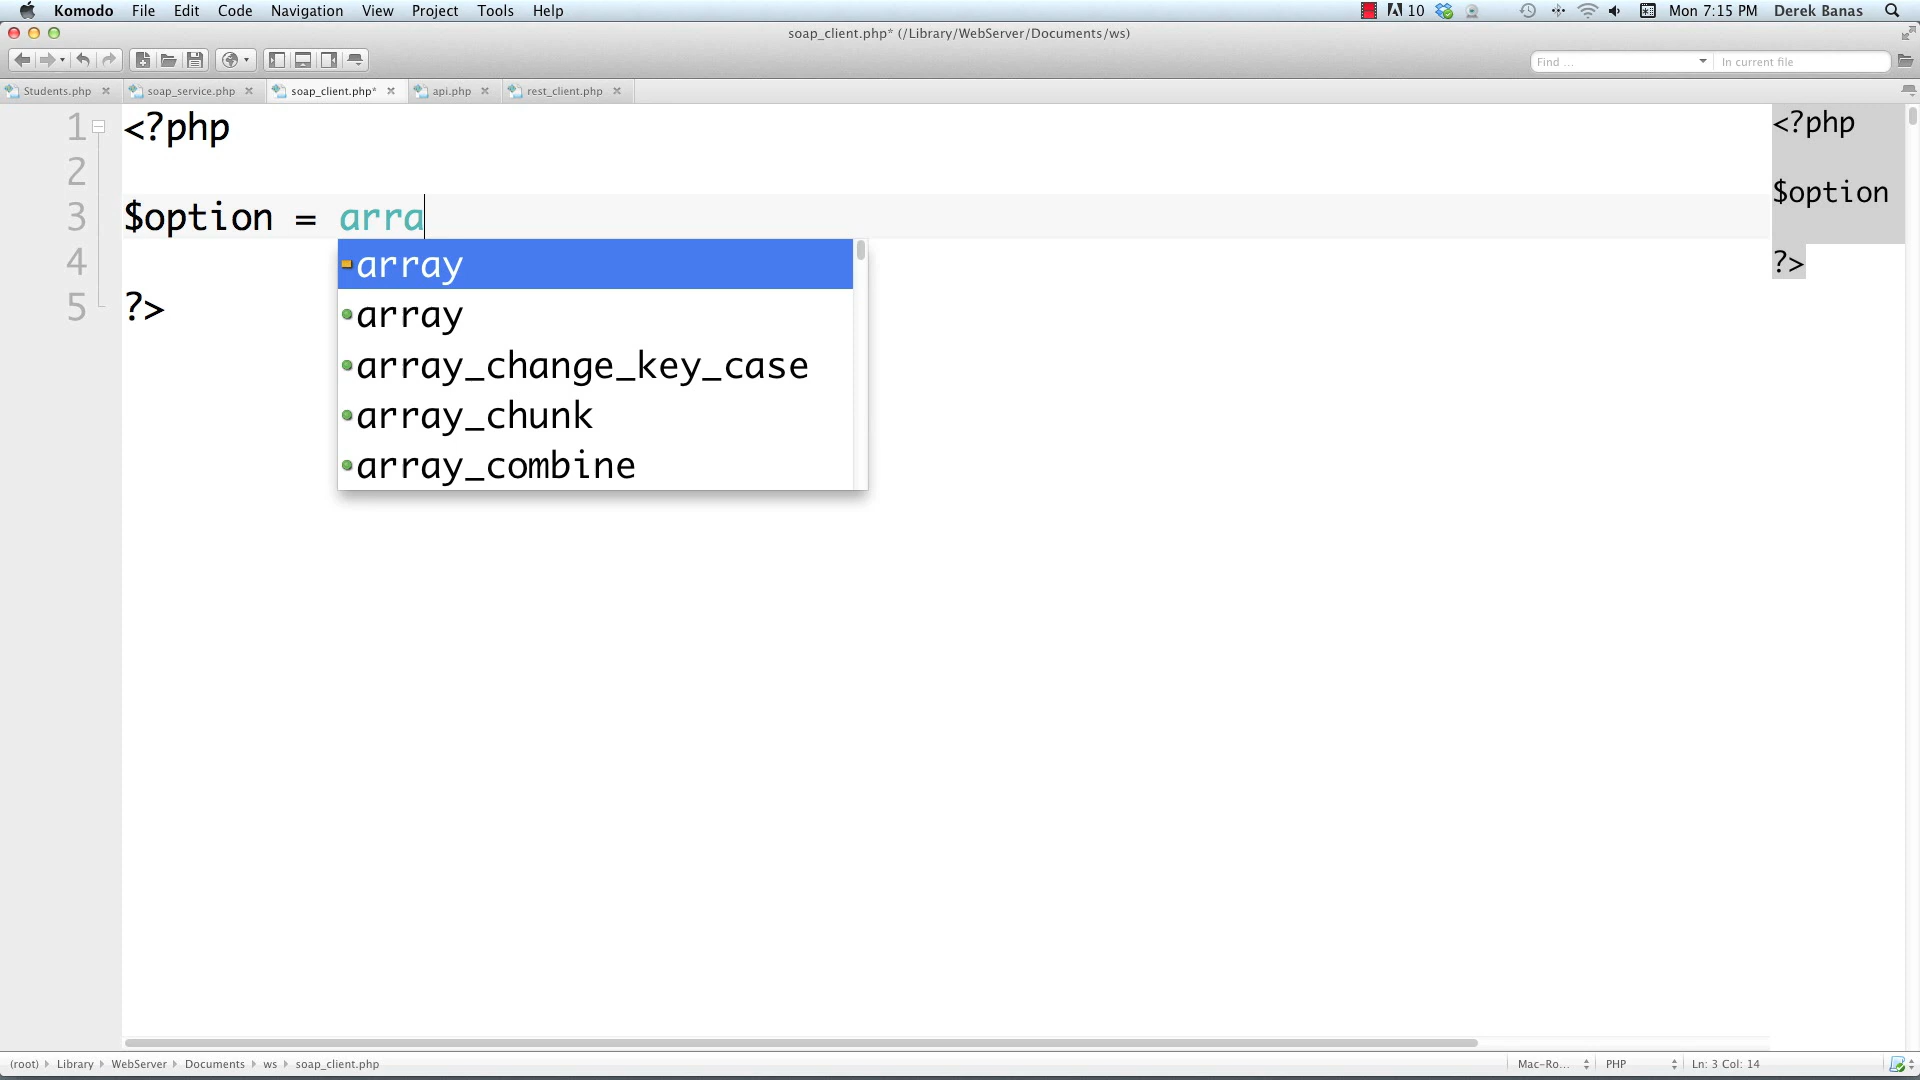 Komodo File Edit Code Navigation View Project Tools Help 10 Mon 7:15 PM Derek Banas
soap_client.php* (/Library/WebServer/Documents/ws)
Find ... In current file
Students.php soap_service.php soap_client.php* api.php rest_client.php
1 <?php
2
3 $option = arra
4
5 ?>
array
array
array_change_key_case
array_chunk
array_combine
<?php
$option
?>
(root) Library WebServer Documents ws soap_client.php Mac-Ro... PHP Ln: 3 Col: 14